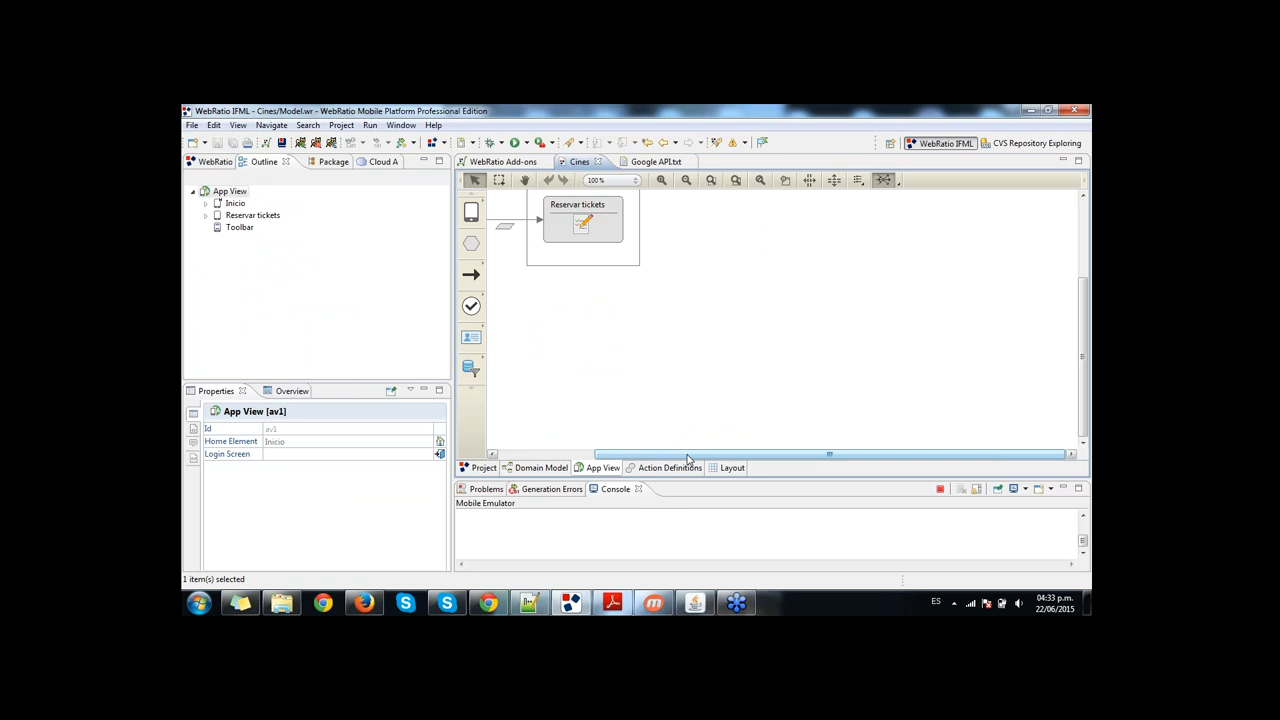 WebRatio IFML - Cines/Model.wr - WebRatio Mobile Platform Professional Edition
File Edit View Navigate Search Project Run Window Help
WebRatio IFML CVS Repository Exploring
WebRatio Outline Package Cloud A
WebRatio Add-ons Cines Google API.txt
100%
App View
Inicio
Reservar tickets
Toolbar
Reservar tickets
Properties Overview
App View [av1]
Id av1
Home Element Inicio
Login Screen
Project Domain Model App View Action Definitions Layout
Problems Generation Errors Console
Mobile Emulator
1 item(s) selected
ES
04:33 p.m.
22/06/2015